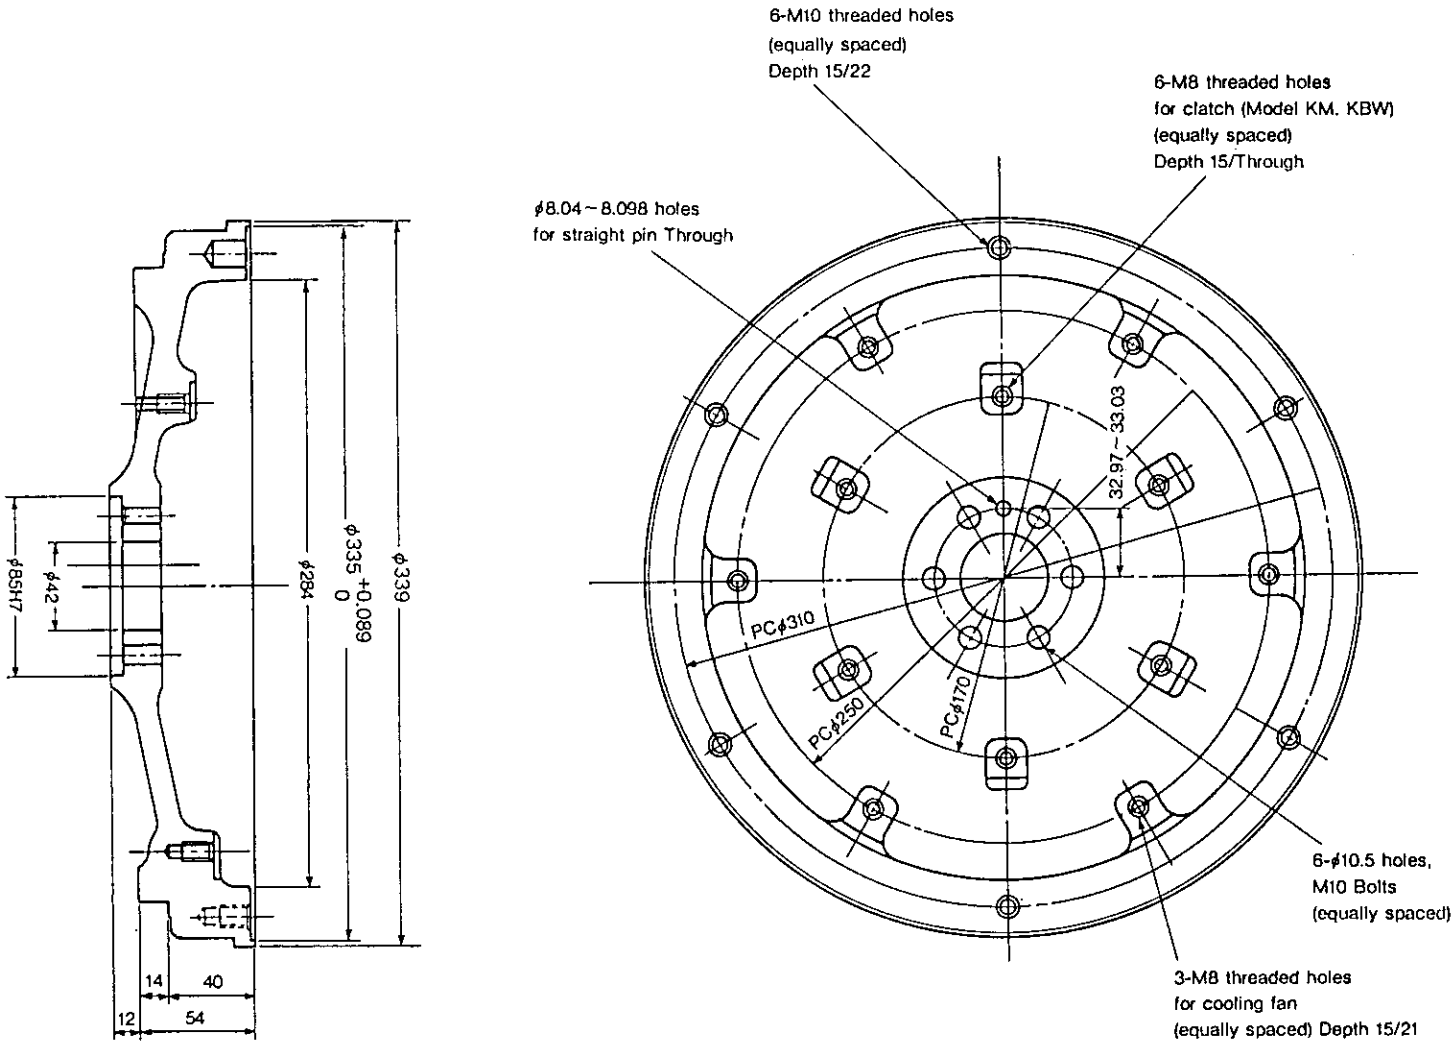 6-M10 threaded holes
(equally spaced)
Depth 15/22
6-M8 threaded holes
for clatch (Model KM. KBW)
(equally spaced)
Depth 15/Through
ϕ8.04~8.098 holes
for straight pin Through
32.97~33.03
ϕ85H7
ϕ42
ϕ284
ϕ335 +0.089
0
ϕ339
PCϕ310
PCϕ250
PCϕ170
6-ϕ10.5 holes,
M10 Bolts
(equally spaced)
3-M8 threaded holes
for cooling fan
(equally spaced) Depth 15/21
14
40
12
54